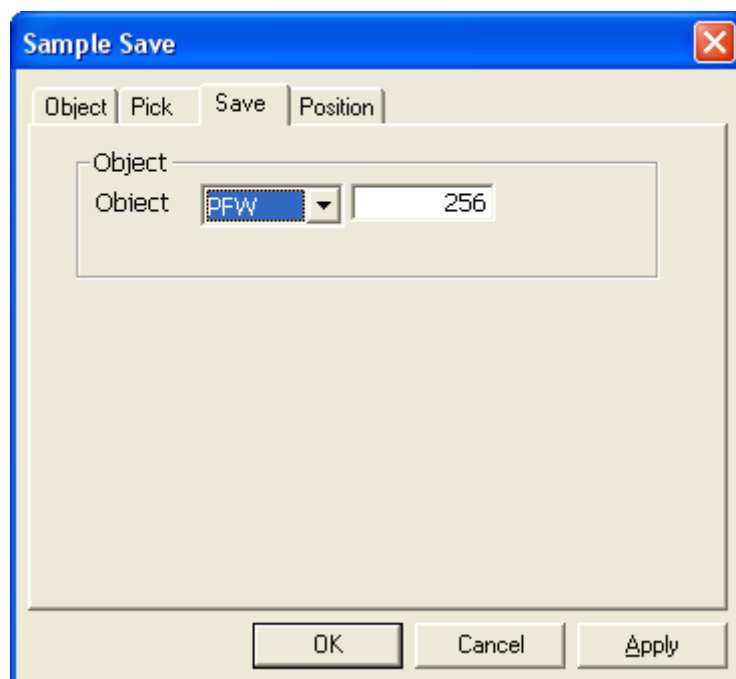 Sample Save
Object Pick Save Position
Object
Object PFW 256
OK Cancel Apply